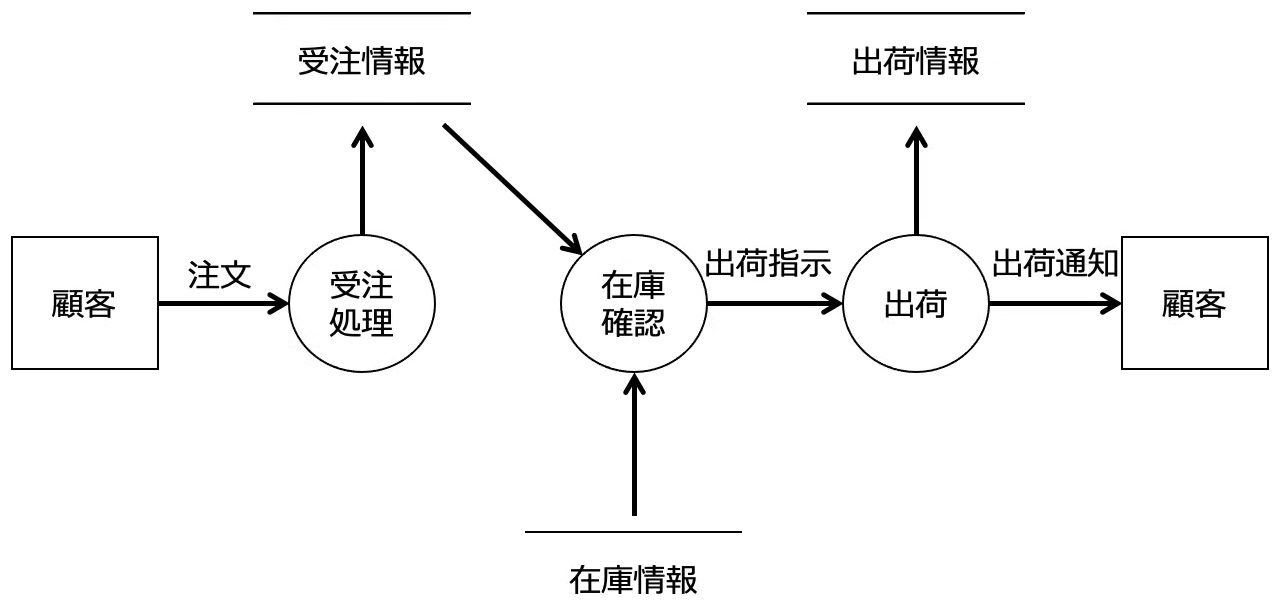 受注情報
出荷情報
顧客
注文
受注
処理
在庫
確認
出荷指示
出荷
出荷通知
顧客
在庫情報